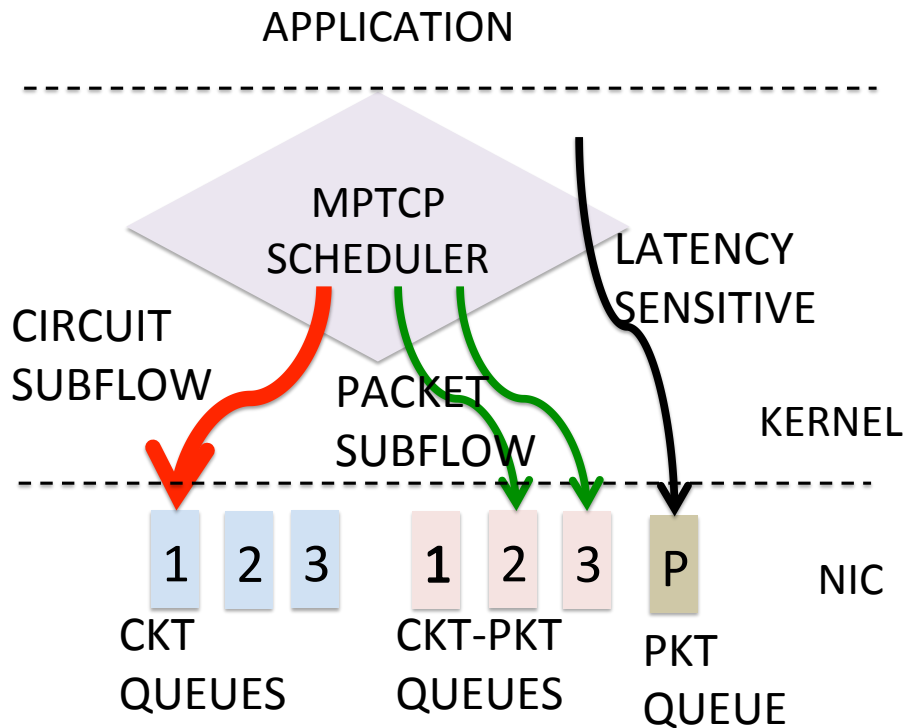 APPLICATION
MPTCP
SCHEDULER
LATENCY
SENSITIVE
CIRCUIT
SUBFLOW
PACKET
SUBFLOW
KERNEL
1 2 3 1 2 3 P
NIC
CKT
QUEUES
CKT-PKT
QUEUES
PKT
QUEUE